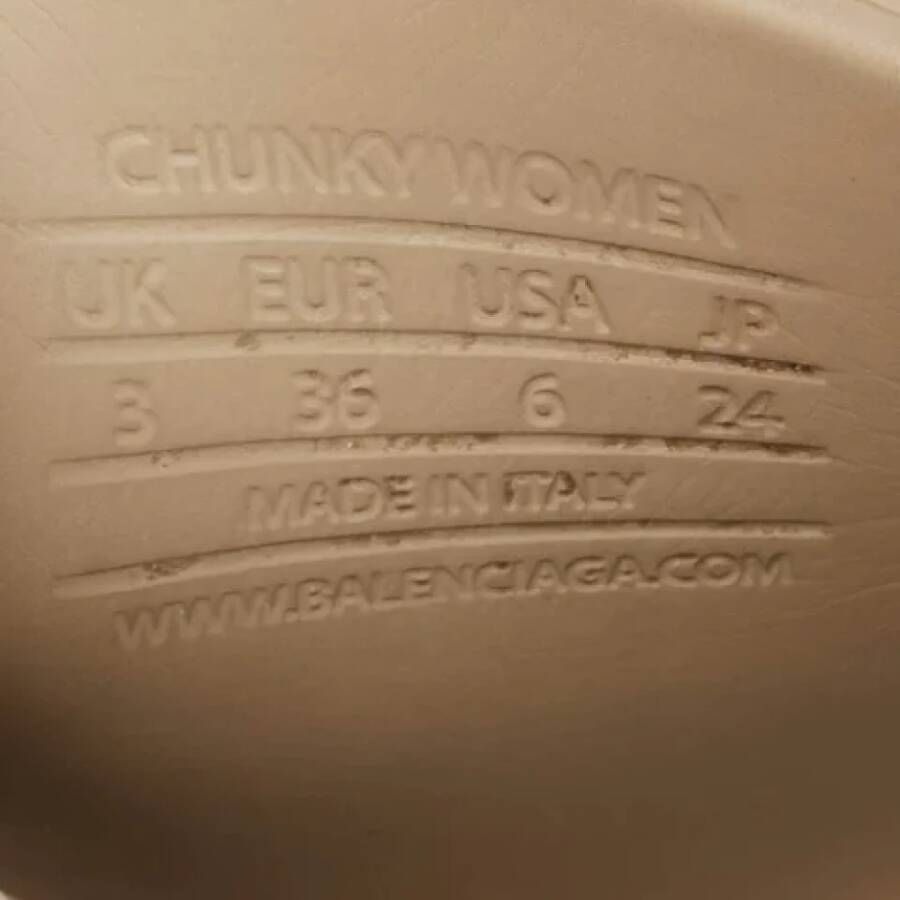 CHUNKY WOMEN
UK EUR USA JP
3 36 6 24
MADE IN ITALY
WWW.BALENCIAGA.COM